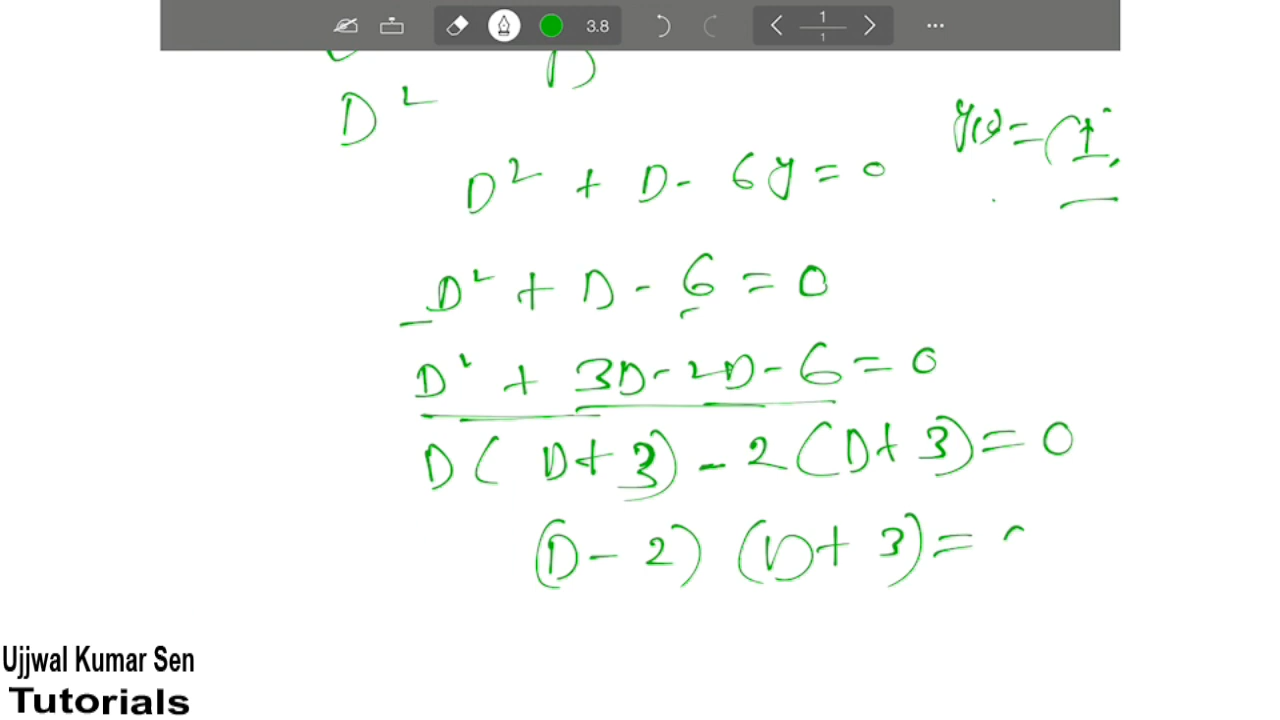 3.8
1
1
D
D²
y(x) = (1
D² + D - 6y = 0
D² + D - 6 = 0
D² + 3D - 2D - 6 = 0
D ( D + 3) - 2 (D + 3) = 0
(D - 2) (D + 3) =
Ujjwal Kumar Sen
Tutorials